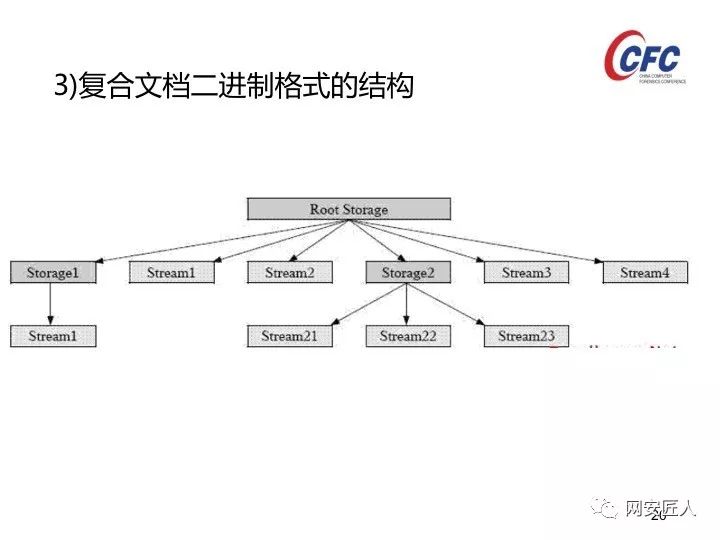 CFC
CHINA COMPUTER
FORENSICS CONFERENCE
3)复合文档二进制格式的结构
Root Storage
Storage1 Stream1 Stream2 Storage2 Stream3 Stream4
Stream1 Stream21 Stream22 Stream23
网安匠人
20